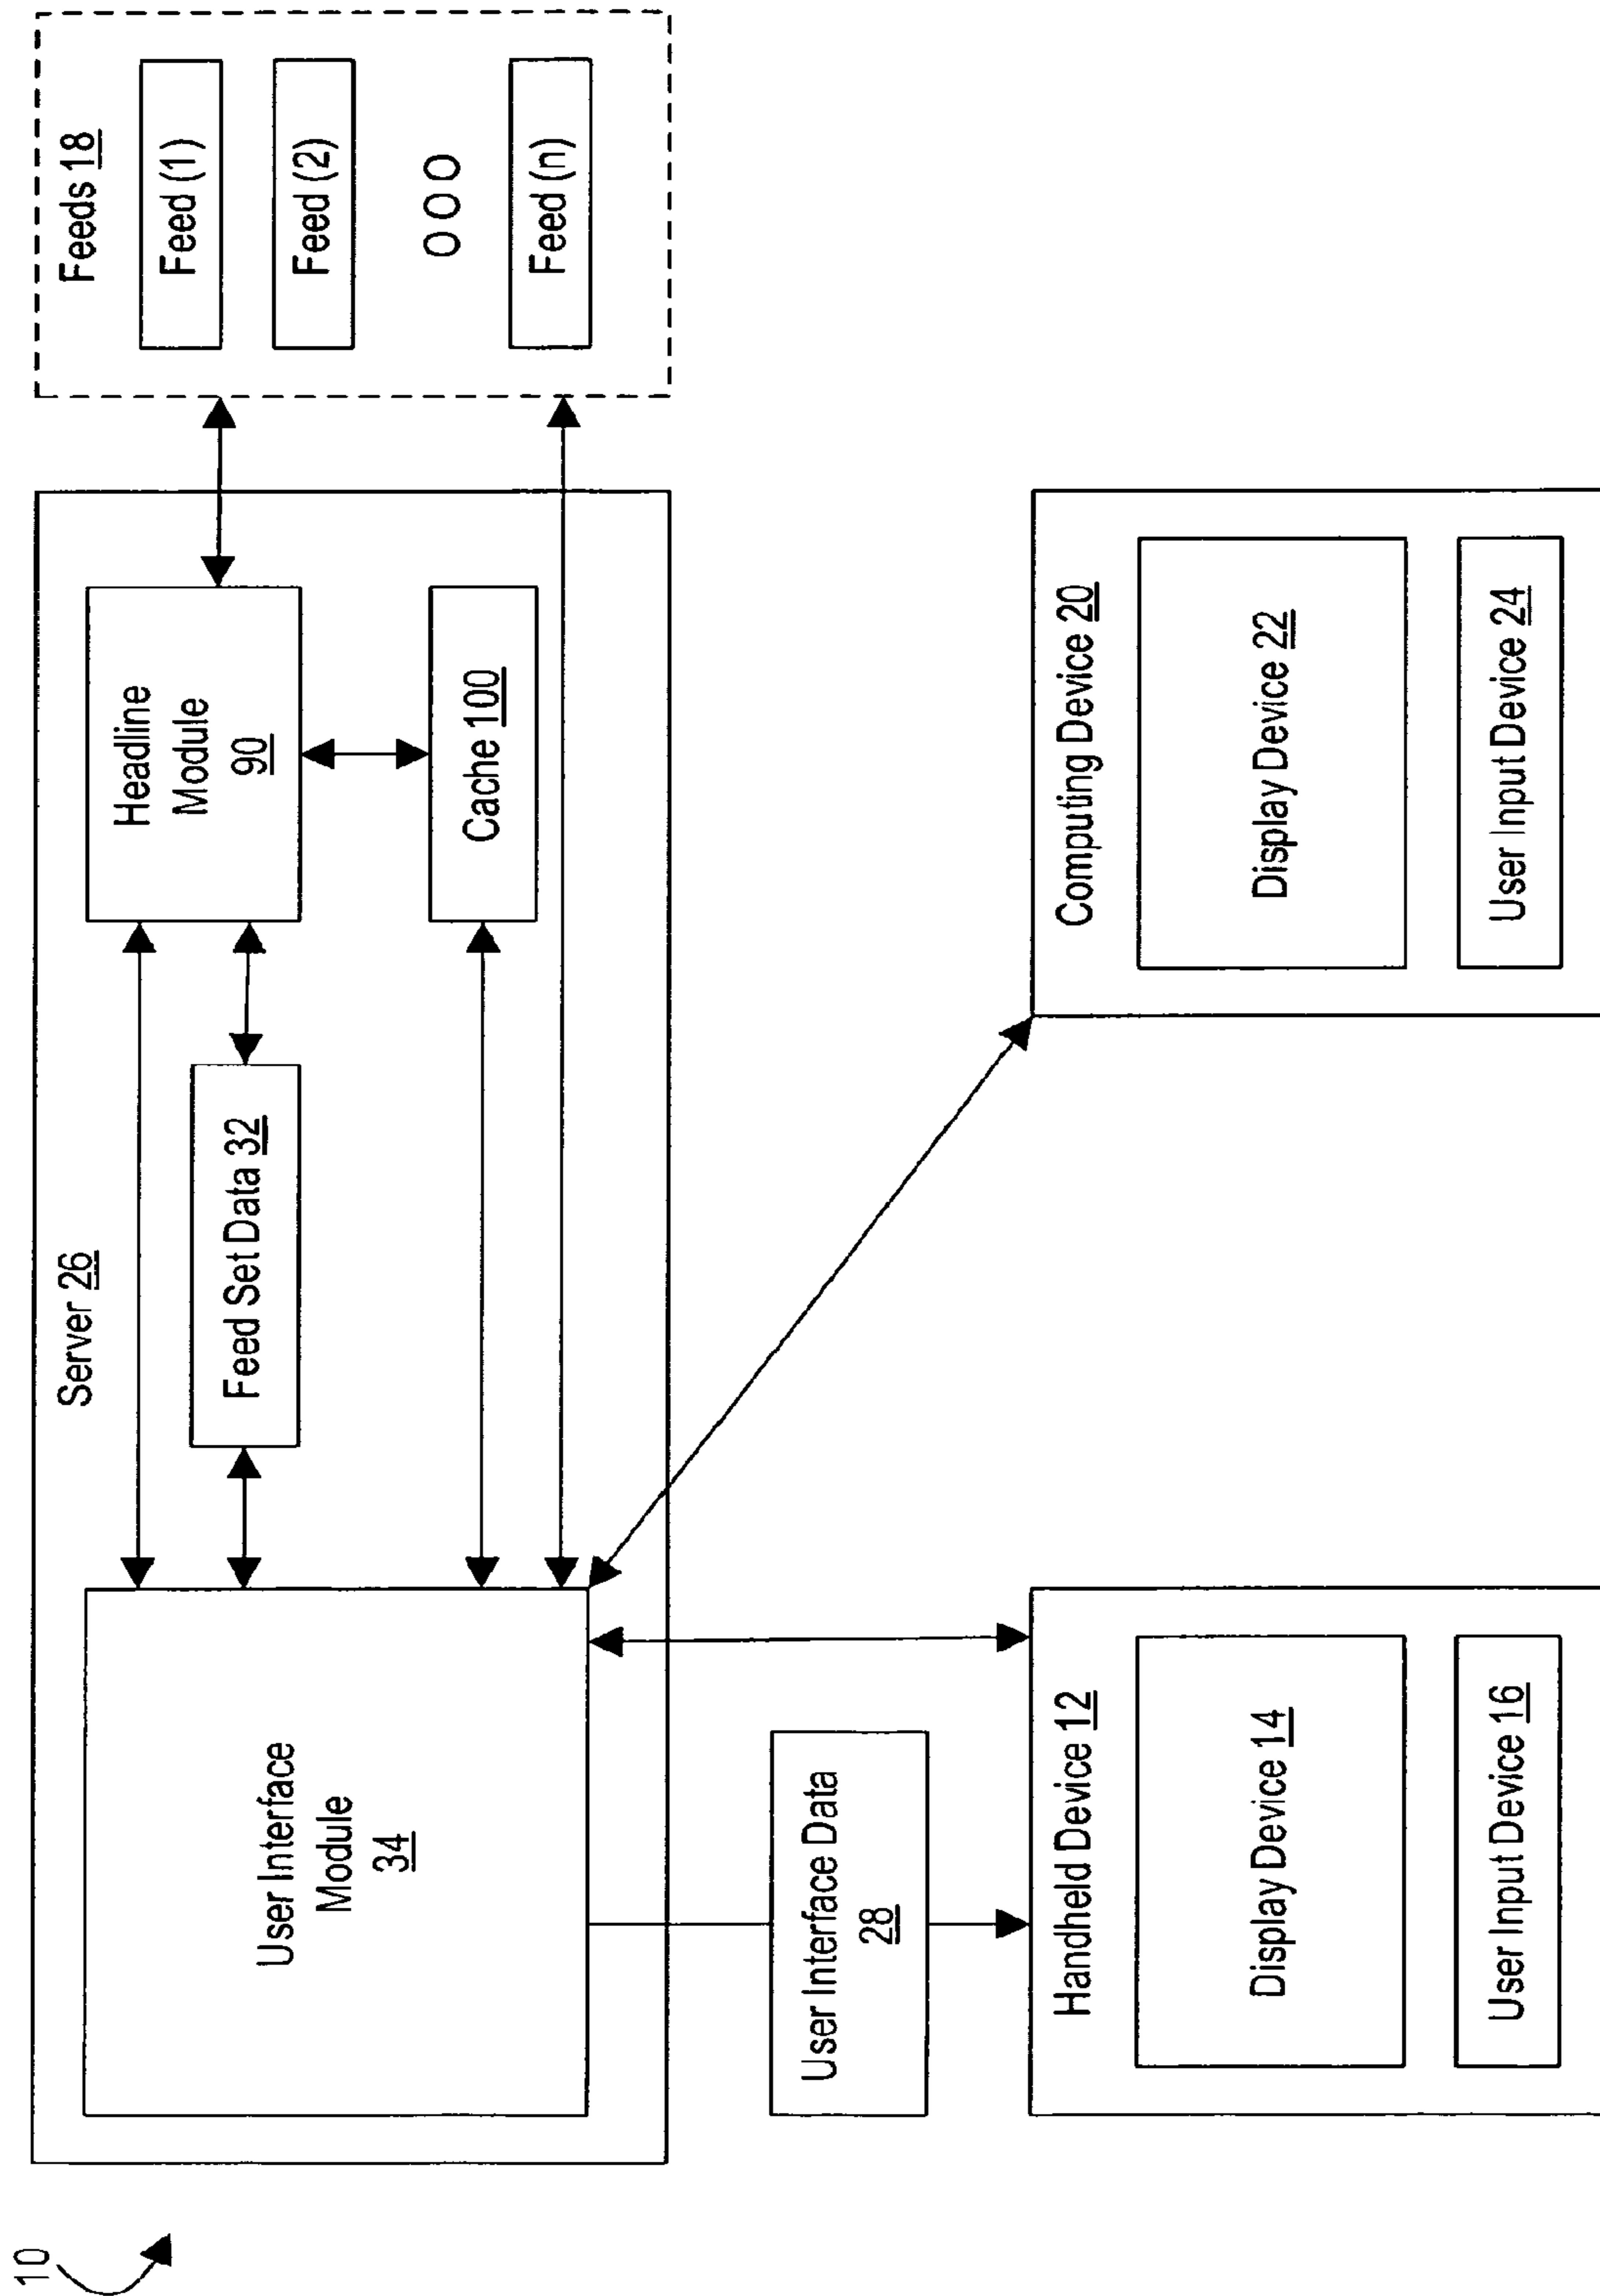 10
Server 26
User Interface
Module
34
Feed Set Data 32
Headline
Module
90
Cache 100
Feeds 18
Feed (1)
Feed (2)
O O O
Feed (n)
User Interface Data
28
Handheld Device 12
Display Device 14
User Input Device 16
Computing Device 20
Display Device 22
User Input Device 24